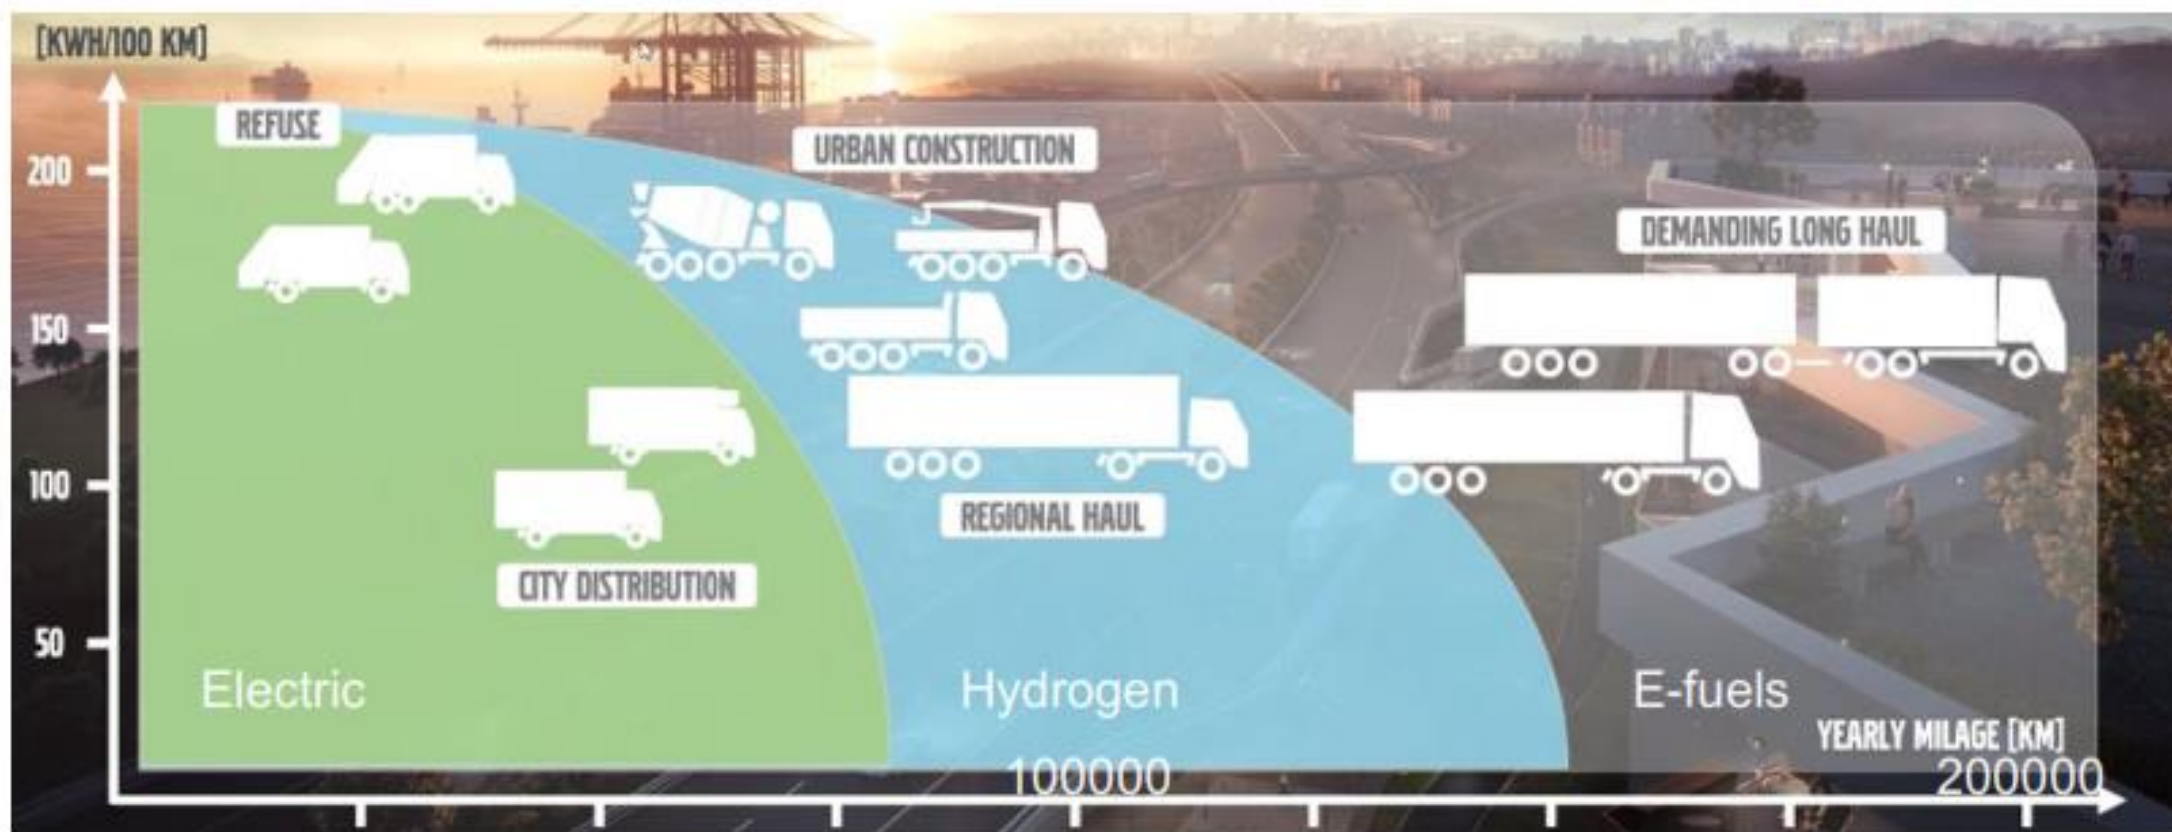 [KWH/100 KM]
REFUSE
URBAN CONSTRUCTION
200
DEMANDING LONG HAUL
150
100
REGIONAL HAUL
CITY DISTRIBUTION
50
Electric
Hydrogen
E-fuels
YEARLY MILAGE [KM]
100000
200000